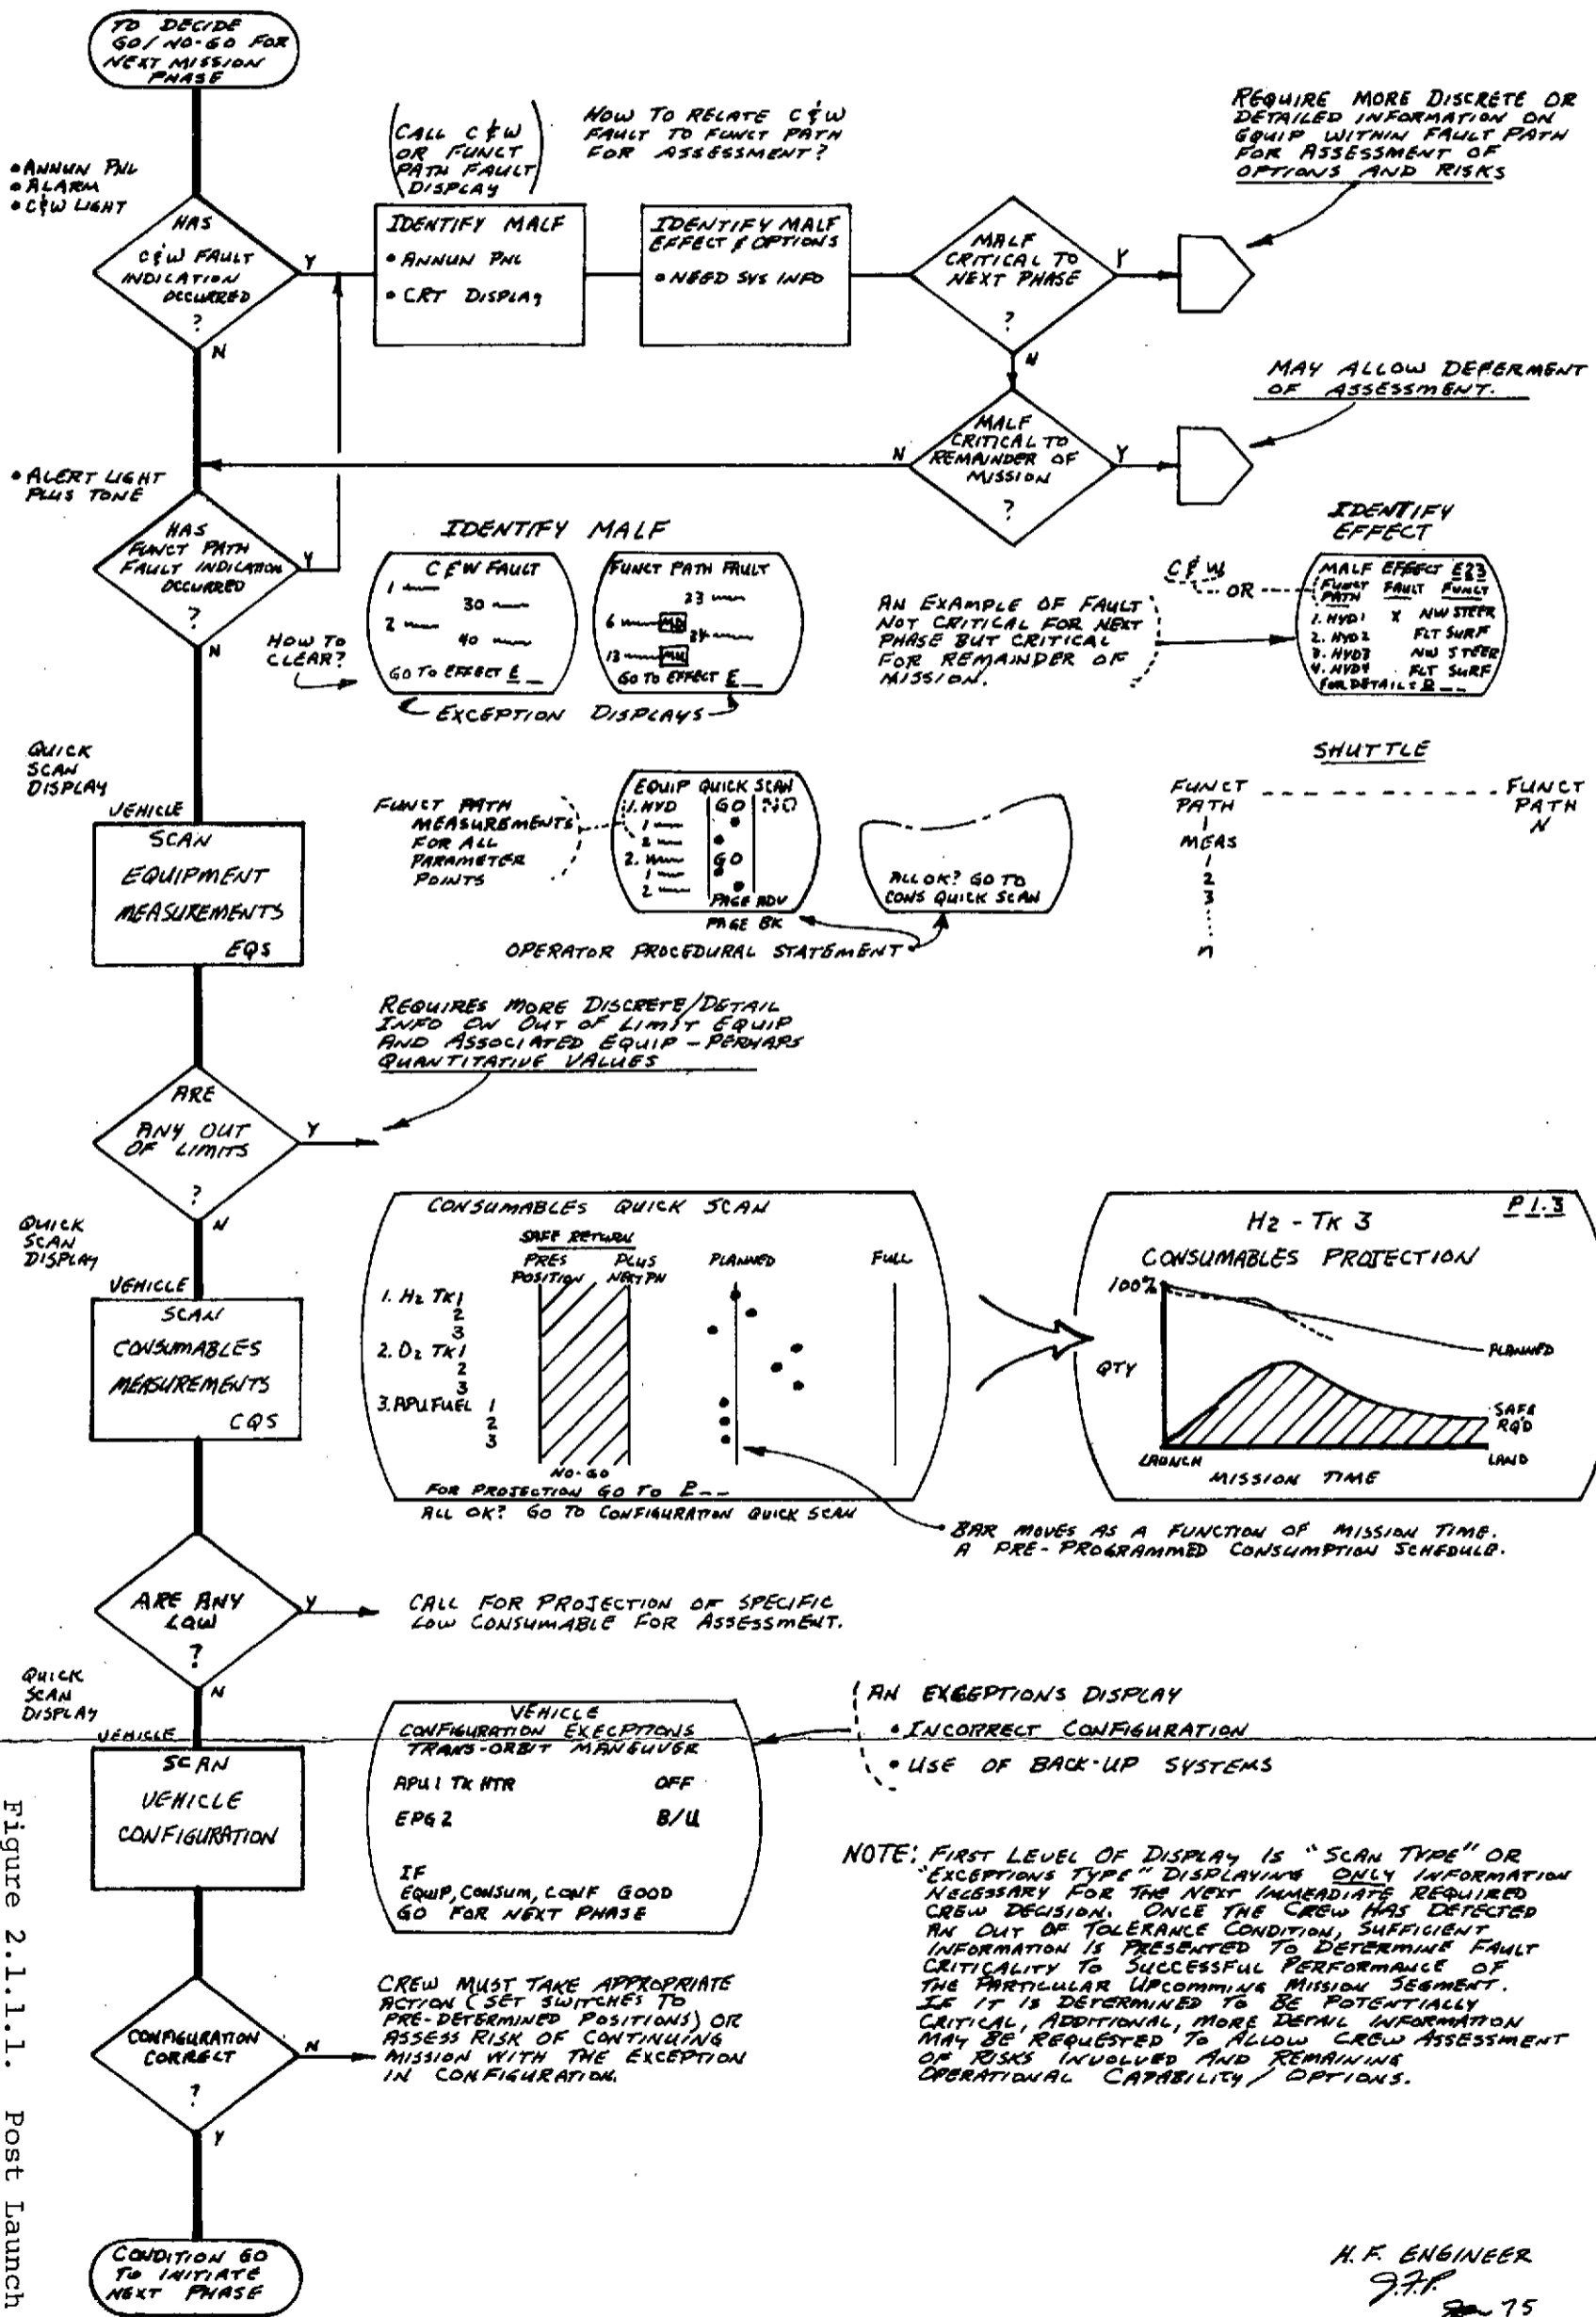 TO DECIDE
GO/NO-GO FOR
NEXT MISSION
PHASE
• ANNUN PNL
• ALARM
• C&W LIGHT
HAS
C&W FAULT
INDICATION
OCCURRED
?
Y
N
(CALL C&W
OR FUNCT
PATH FAULT
DISPLAY)
HOW TO RELATE C&W
FAULT TO FUNCT PATH
FOR ASSESSMENT?
IDENTIFY MALF
• ANNUN PNL
• CRT DISPLAY
IDENTIFY MALF
EFFECT & OPTIONS
• NEED SYS INFO
MALF
CRITICAL TO
NEXT PHASE
?
Y
N
REQUIRE MORE DISCRETE OR
DETAILED INFORMATION ON
EQUIP WITHIN FAULT PATH
FOR ASSESSMENT OF
OPTIONS AND RISKS
MALF
CRITICAL TO
REMAINDER OF
MISSION
?
N
Y
MAY ALLOW DEFERMENT
OF ASSESSMENT.
• ALERT LIGHT
PLUS TONE
HAS
FUNCT PATH
FAULT INDICATION
OCCURRED
?
Y
N
IDENTIFY MALF
HOW TO
CLEAR?
C&W FAULT
1
30
2
40
GO TO EFFECT E _
FUNCT PATH FAULT
23
6
24
13
GO TO EFFECT E _
EXCEPTION DISPLAYS
AN EXAMPLE OF FAULT
NOT CRITICAL FOR NEXT
PHASE BUT CRITICAL
FOR REMAINDER OF
MISSION.
IDENTIFY
EFFECT
C&W
OR
MALF EFFECT E23
FUNCT PATH FAULT FUNCT
1. HYD1 X NW STEER
2. HYD2 FLT SURF
3. HYD3 NW STEER
4. HYD4 FLT SURF
FOR DETAILS D _ _
QUICK
SCAN
DISPLAY
VEHICLE
SCAN
EQUIPMENT
MEASUREMENTS
EQS
FUNCT PATH
MEASUREMENTS
FOR ALL
PARAMETER
POINTS
EQUIP QUICK SCAN
1. HYD GO NO
1
2
2. GO
1
2
PAGE ADV
PAGE BK
ALL OK? GO TO
CONS QUICK SCAN
OPERATOR PROCEDURAL STATEMENT
SHUTTLE
FUNCT PATH 1 - - - - - - - - - - FUNCT PATH N
MEAS
1
2
3
n
ARE
ANY OUT
OF LIMITS
?
Y
N
REQUIRES MORE DISCRETE/DETAIL
INFO ON OUT OF LIMIT EQUIP
AND ASSOCIATED EQUIP - PERHAPS
QUANTITATIVE VALUES
QUICK
SCAN
DISPLAY
VEHICLE
SCAN
CONSUMABLES
MEASUREMENTS
CQS
CONSUMABLES QUICK SCAN
SAFE RETURN
PRES POSITION
PLUS NEXT PH
PLANNED
FULL
1. H2 TK1
2
3
2. O2 TK1
2
3
3. APU FUEL 1
2
3
NO-GO
FOR PROJECTION GO TO P _ _
ALL OK? GO TO CONFIGURATION QUICK SCAN
P1.3
H2 - TK 3
CONSUMABLES PROJECTION
100%
QTY
PLANNED
SAFE
RQ'D
LAUNCH
LAND
MISSION TIME
BAR MOVES AS A FUNCTION OF MISSION TIME.
A PRE-PROGRAMMED CONSUMPTION SCHEDULE.
ARE ANY
LOW
?
Y
N
CALL FOR PROJECTION OF SPECIFIC
LOW CONSUMABLE FOR ASSESSMENT.
QUICK
SCAN
DISPLAY
VEHICLE
SCAN
VEHICLE
CONFIGURATION
VEHICLE
CONFIGURATION EXECPTIONS
TRANS-ORBIT MANEUVER
APU 1 TK HTR OFF
EPG 2 B/U
IF
EQUIP, CONSUM, CONF GOOD
GO FOR NEXT PHASE
AN EXCEPTIONS DISPLAY
• INCORRECT CONFIGURATION
• USE OF BACK-UP SYSTEMS
CONFIGURATION
CORRECT
?
N
Y
CREW MUST TAKE APPROPRIATE
ACTION (SET SWITCHES TO
PRE-DETERMINED POSITIONS) OR
ASSESS RISK OF CONTINUING
MISSION WITH THE EXCEPTION
IN CONFIGURATION.
NOTE: FIRST LEVEL OF DISPLAY IS "SCAN TYPE" OR
"EXCEPTIONS TYPE" DISPLAYING ONLY INFORMATION
NECESSARY FOR THE NEXT IMMEADIATE REQUIRED
CREW DECISION. ONCE THE CREW HAS DETECTED
AN OUT OF TOLERANCE CONDITION, SUFFICIENT
INFORMATION IS PRESENTED TO DETERMINE FAULT
CRITICALITY TO SUCCESSFUL PERFORMANCE OF
THE PARTICULAR UPCOMMING MISSION SEGMENT.
IF IT IS DETERMINED TO BE POTENTIALLY
CRITICAL, ADDITIONAL, MORE DETAIL INFORMATION
MAY BE REQUESTED TO ALLOW CREW ASSESSMENT
OF RISKS INVOLVED AND REMAINING
OPERATIONAL CAPABILITY/OPTIONS.
CONDITION GO
TO INITIATE
NEXT PHASE
H.F. ENGINEER
J.F.P.
75
Figure 2.1.1.1. Post Launch